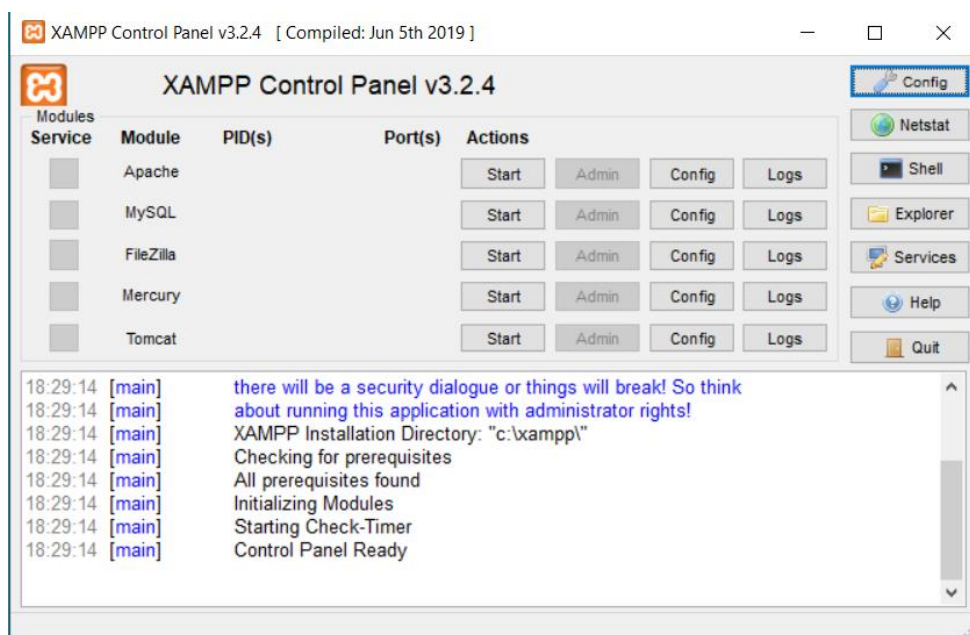 XAMPP Control Panel v3.2.4 [ Compiled: Jun 5th 2019 ]
XAMPP Control Panel v3.2.4
Config
Modules
Netstat
Service Module PID(s) Port(s) Actions
Apache Start Admin Config Logs
Shell
MySQL Start Admin Config Logs
Explorer
FileZilla Start Admin Config Logs
Services
Mercury Start Admin Config Logs
Help
Tomcat Start Admin Config Logs
Quit
18:29:14 [main] there will be a security dialogue or things will break! So think
18:29:14 [main] about running this application with administrator rights!
18:29:14 [main] XAMPP Installation Directory: "c:\xampp\"
18:29:14 [main] Checking for prerequisites
18:29:14 [main] All prerequisites found
18:29:14 [main] Initializing Modules
18:29:14 [main] Starting Check-Timer
18:29:14 [main] Control Panel Ready